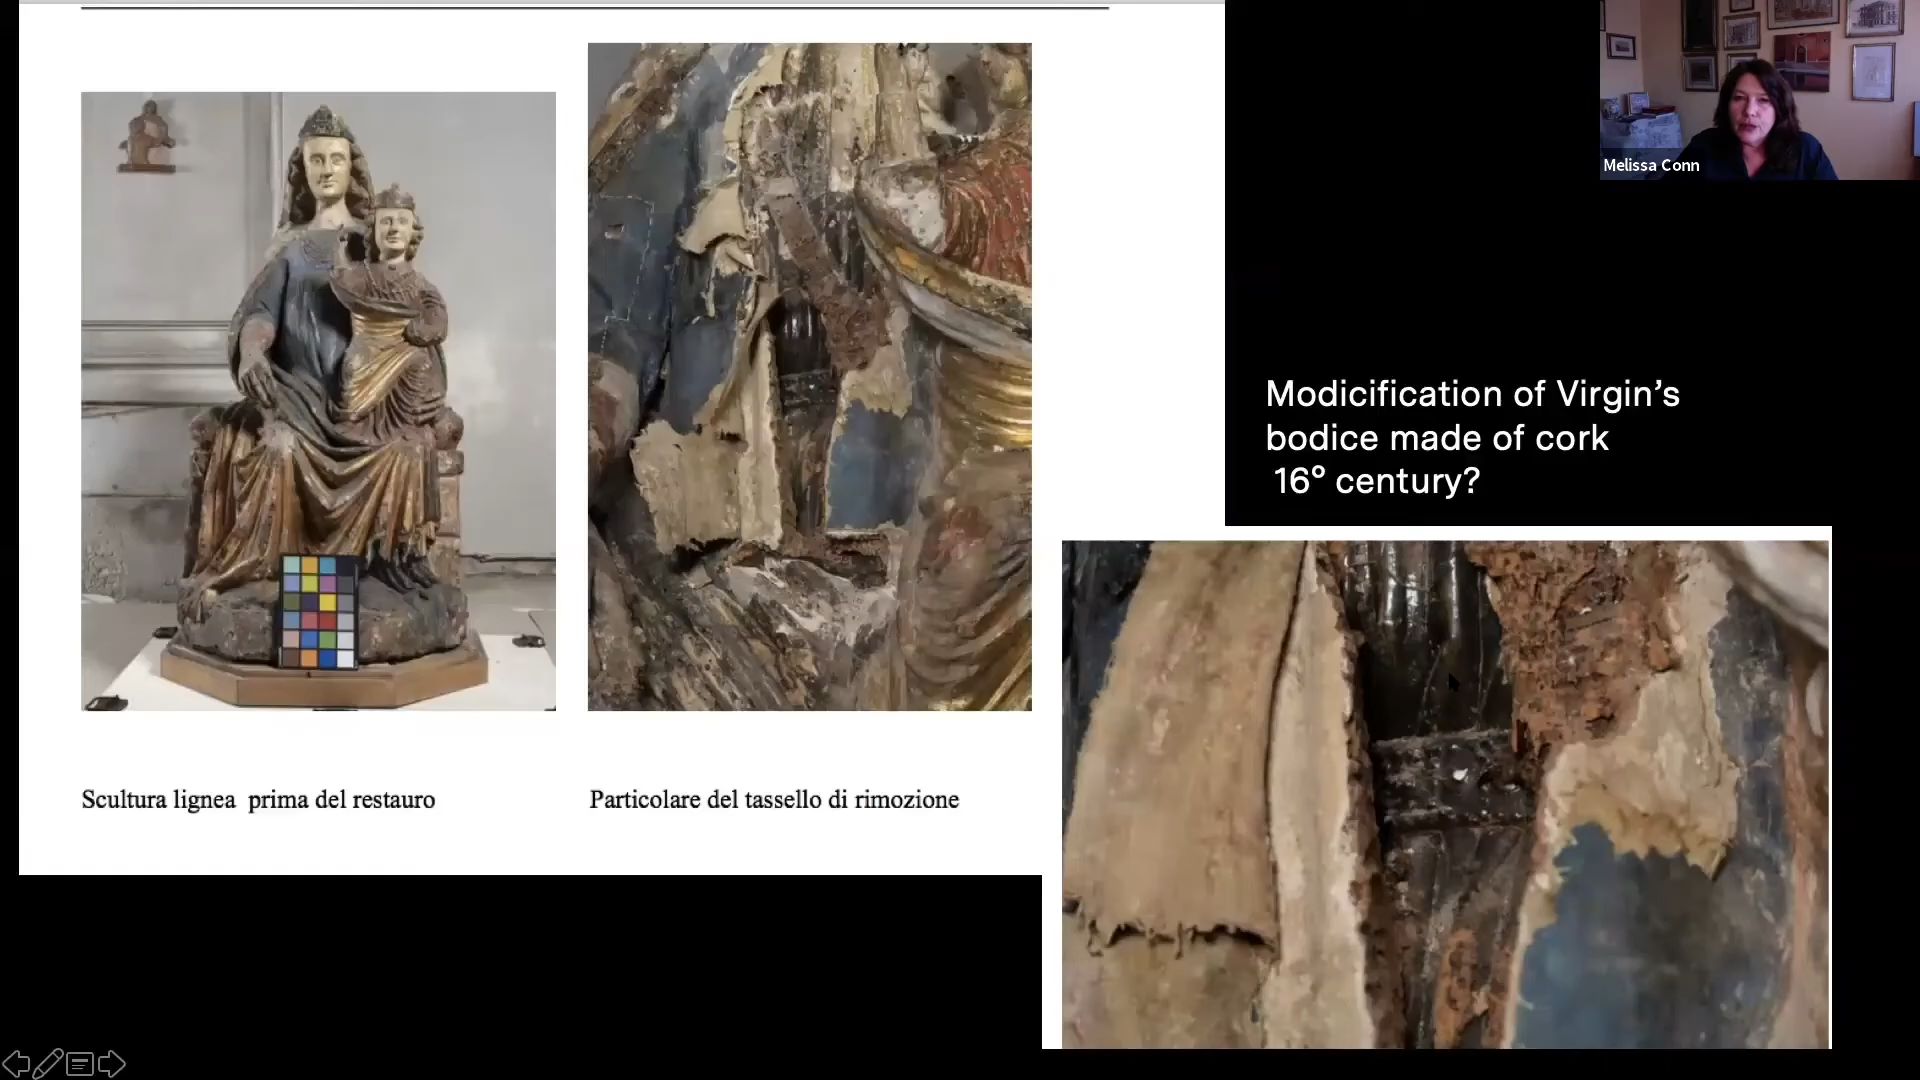 Melissa Conn
Modicification of Virgin's
bodice made of cork
16° century?
Scultura lignea prima del restauro
Particolare del tassello di rimozione